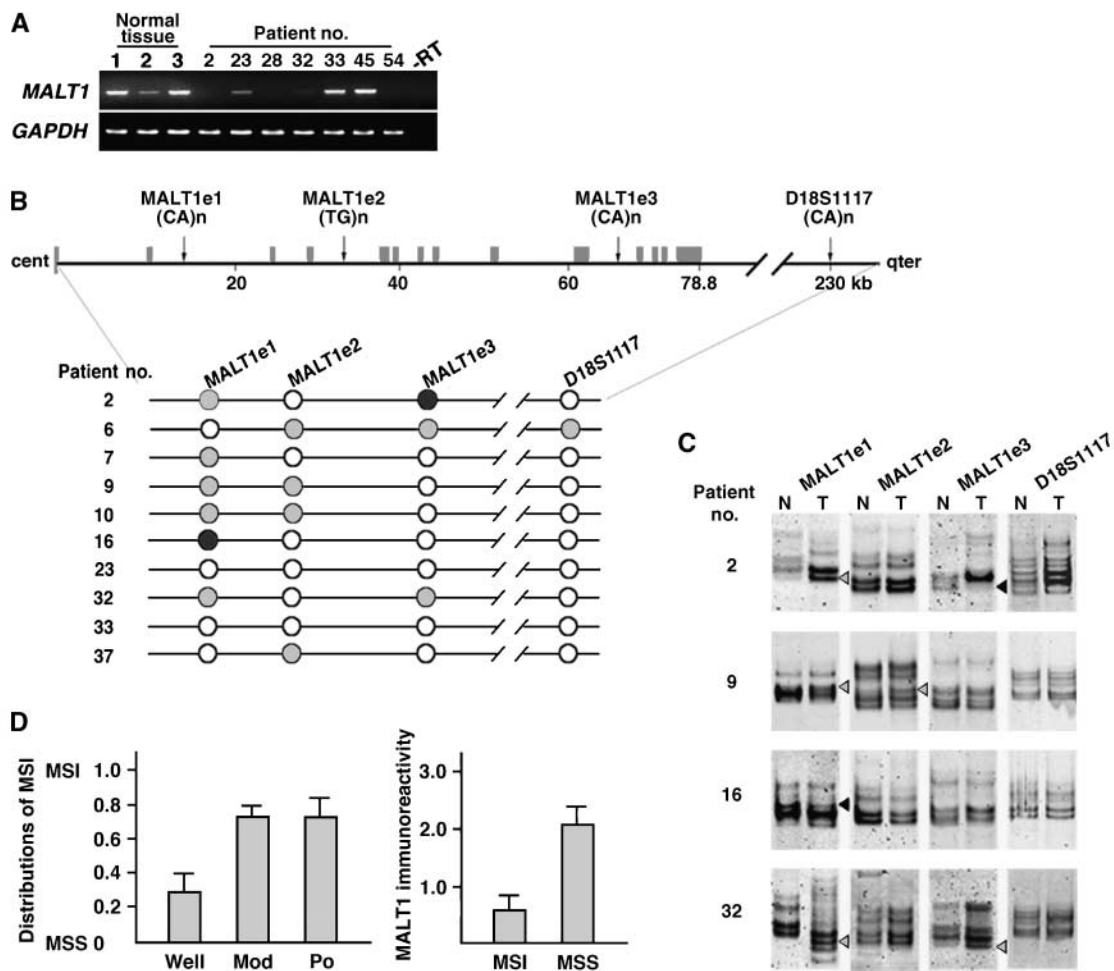 A
Normal tissue
Patient no.
1 2 3 2 23 28 32 33 45 54 -RT
MALT1
GAPDH
B
MALT1e1 (CA)n
MALT1e2 (TG)n
MALT1e3 (CA)n
D18S1117 (CA)n
cent
qter
20 40 60 78.8 230 kb
Patient no.
MALT1e1 MALT1e2 MALT1e3 D18S1117
2
6
7
9
10
16
23
32
33
37
C
MALT1e1 MALT1e2 MALT1e3 D18S1117
Patient no.
N T N T N T N T
2
9
16
32
D
Distributions of MSI
MSI
1.0
0.8
0.6
0.4
0.2
MSS 0
Well Mod Po
MALT1 immunoreactivity
3.0
2.0
1.0
MSI MSS